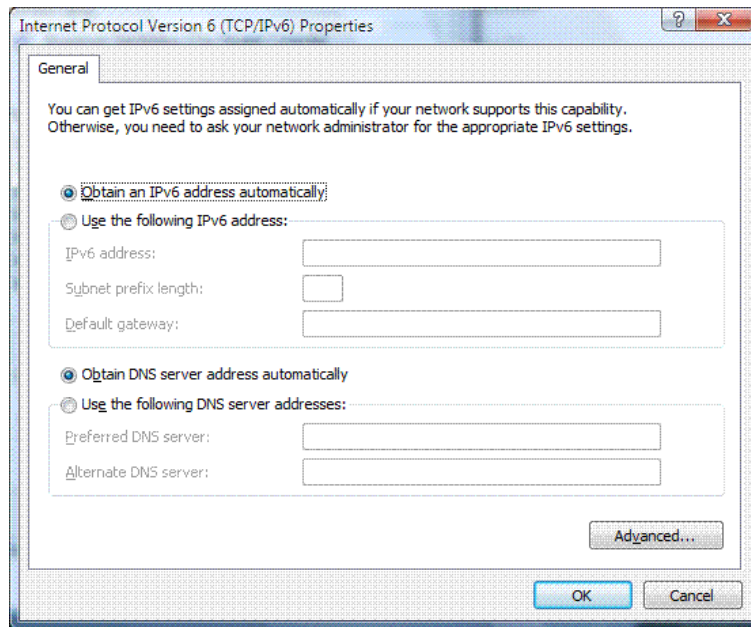 Internet Protocol Version 6 (TCP/IPv6) Properties
General
You can get IPv6 settings assigned automatically if your network supports this capability.
Otherwise, you need to ask your network administrator for the appropriate IPv6 settings.
Obtain an IPv6 address automatically
Use the following IPv6 address:
IPv6 address:
Subnet prefix length:
Default gateway:
Obtain DNS server address automatically
Use the following DNS server addresses:
Preferred DNS server:
Alternate DNS server:
Advanced...
OK Cancel